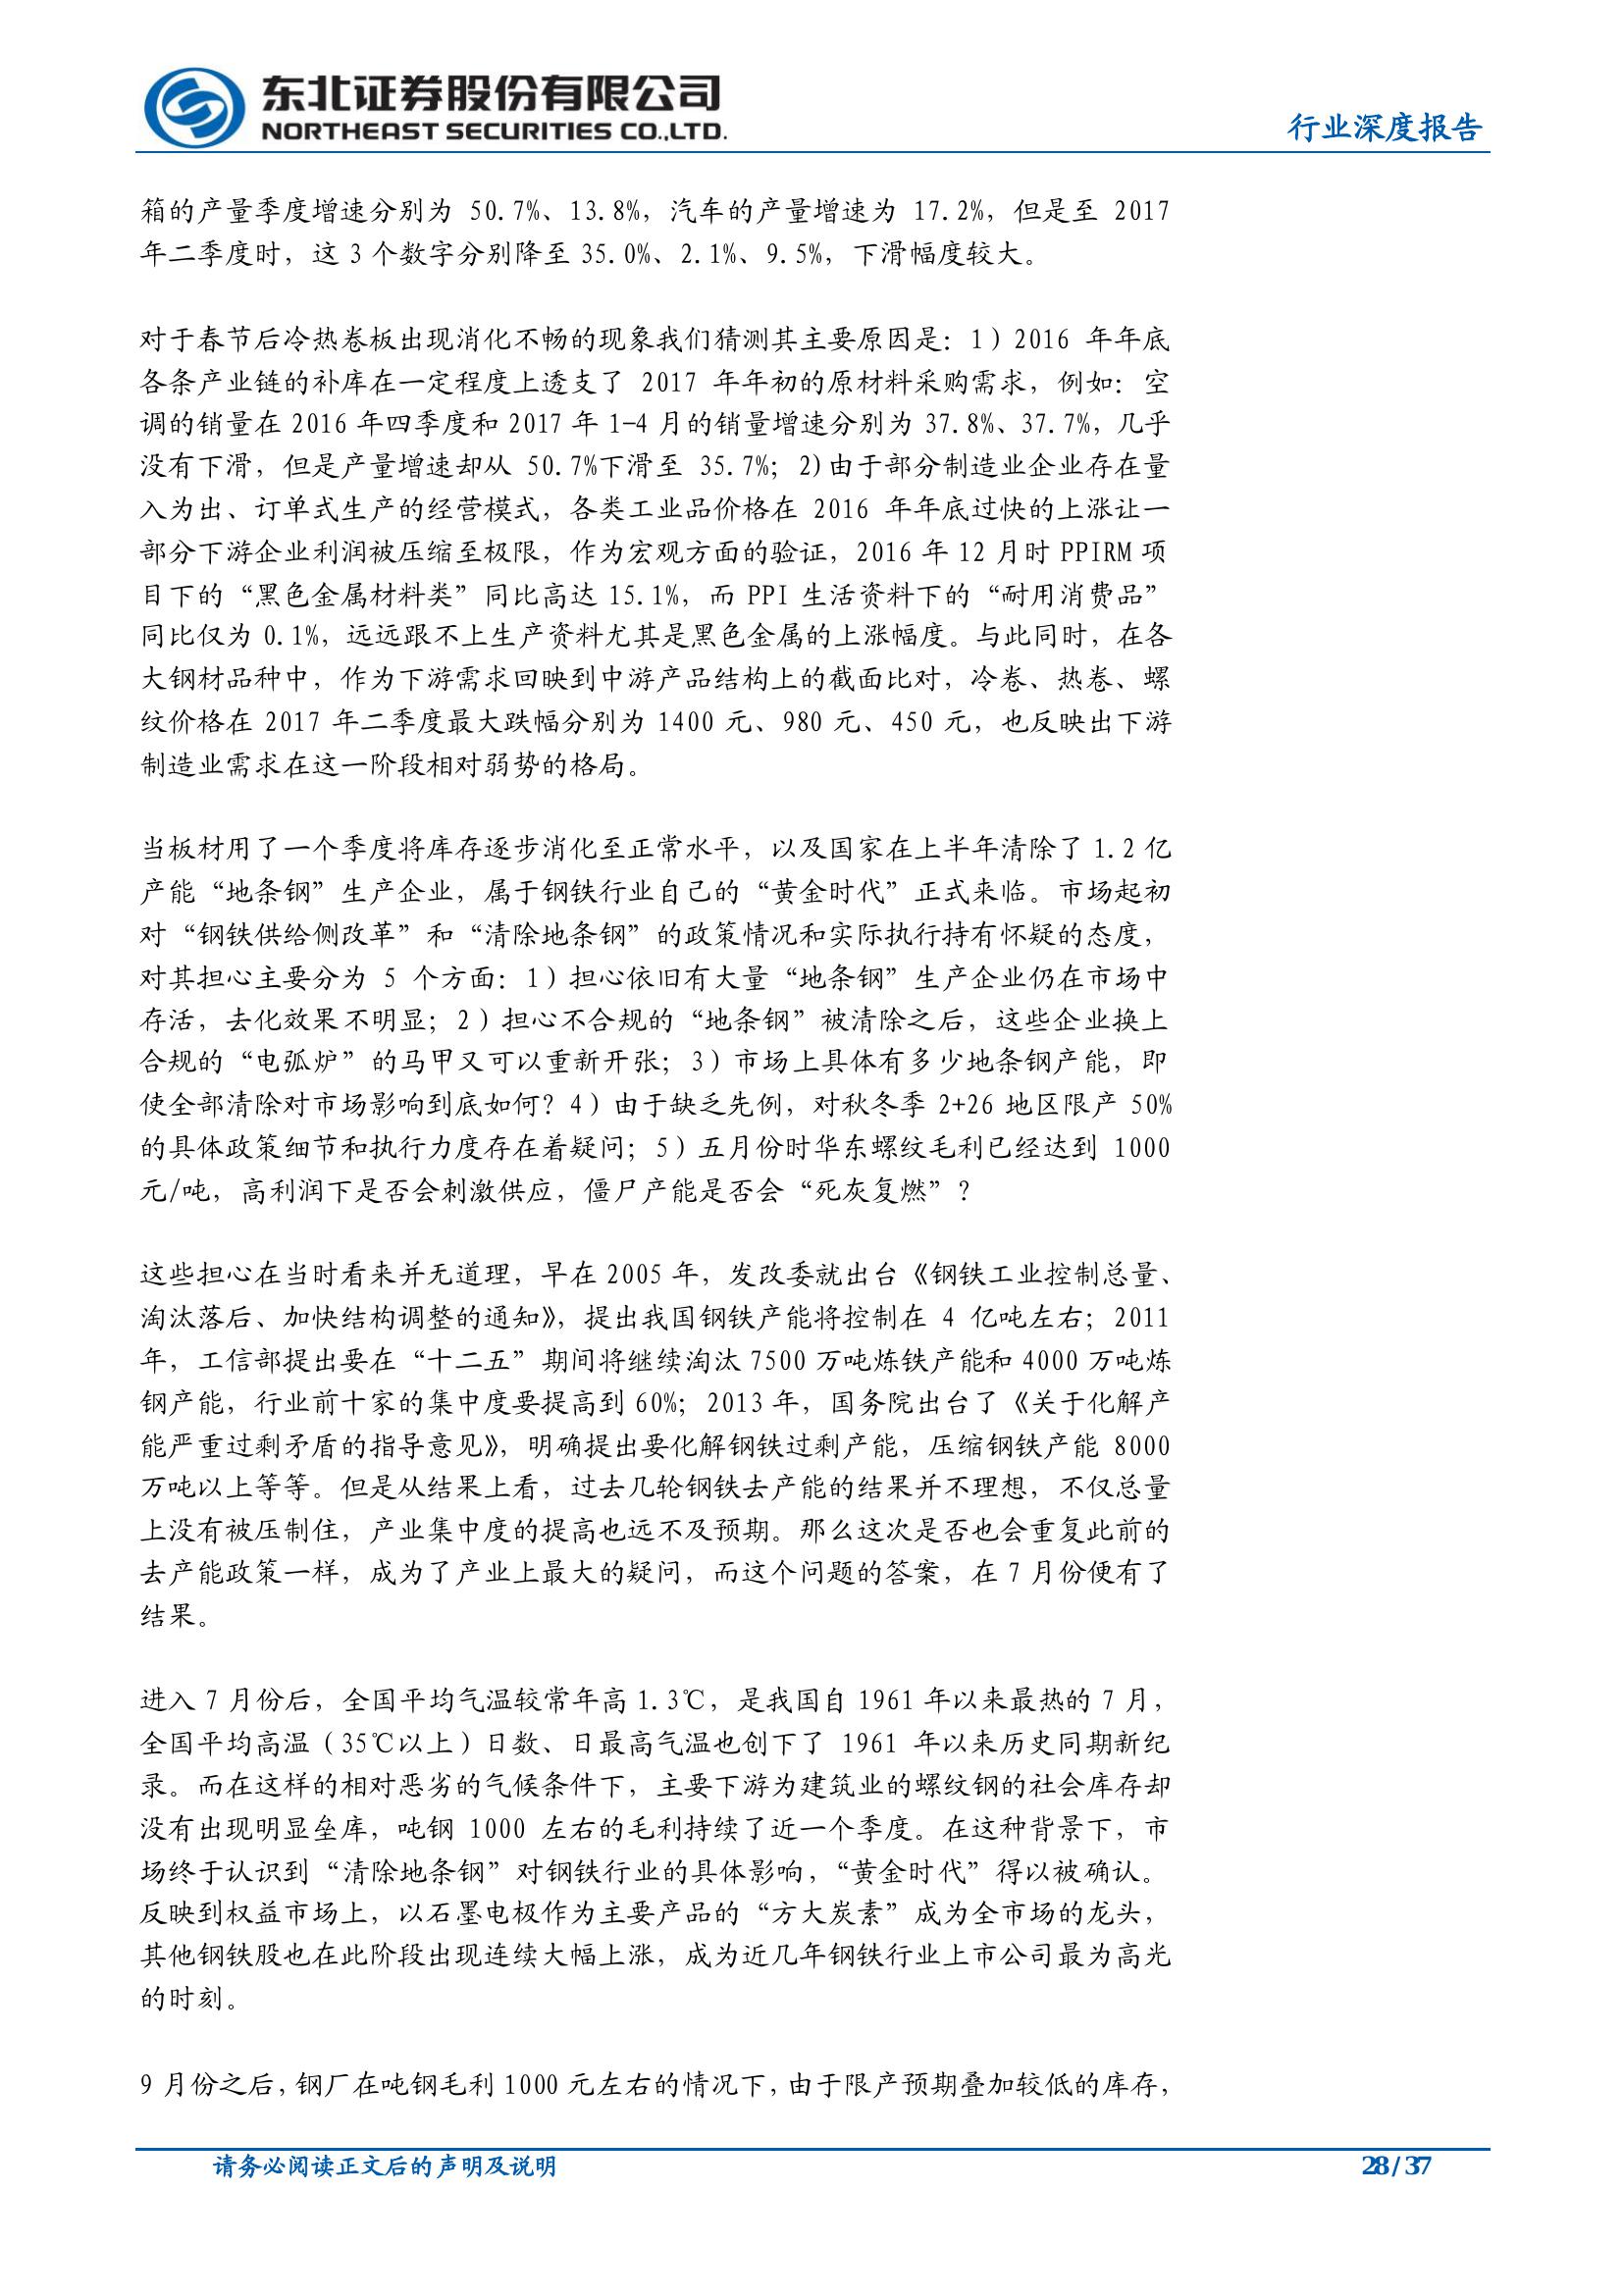 东北证券股份有限公司
NORTHEAST SECURITIES CO.,LTD.
行业深度报告
箱的产量季度增速分别为 50.7%、13.8%，汽车的产量增速为 17.2%，但是至 2017
年二季度时，这 3 个数字分别降至 35.0%、2.1%、9.5%，下滑幅度较大。
对于春节后冷热卷板出现消化不畅的现象我们猜测其主要原因是：1）2016 年年底
各条产业链的补库在一定程度上透支了 2017 年年初的原材料采购需求，例如：空
调的销量在 2016 年四季度和 2017 年 1-4 月的销量增速分别为 37.8%、37.7%，几乎
没有下滑，但是产量增速却从 50.7%下滑至 35.7%；2)由于部分制造业企业存在量
入为出、订单式生产的经营模式，各类工业品价格在 2016 年年底过快的上涨让一
部分下游企业利润被压缩至极限，作为宏观方面的验证，2016 年 12 月时 PPIRM 项
目下的“黑色金属材料类”同比高达 15.1%，而 PPI 生活资料下的“耐用消费品”
同比仅为 0.1%，远远跟不上生产资料尤其是黑色金属的上涨幅度。与此同时，在各
大钢材品种中，作为下游需求回映到中游产品结构上的截面比对，冷卷、热卷、螺
纹价格在 2017 年二季度最大跌幅分别为 1400 元、980 元、450 元，也反映出下游
制造业需求在这一阶段相对弱势的格局。
当板材用了一个季度将库存逐步消化至正常水平，以及国家在上半年清除了 1.2 亿
产能“地条钢”生产企业，属于钢铁行业自己的“黄金时代”正式来临。市场起初
对“钢铁供给侧改革”和“清除地条钢”的政策情况和实际执行持有怀疑的态度，
对其担心主要分为 5 个方面：1）担心依旧有大量“地条钢”生产企业仍在市场中
存活，去化效果不明显；2）担心不合规的“地条钢”被清除之后，这些企业换上
合规的“电弧炉”的马甲又可以重新开张；3）市场上具体有多少地条钢产能，即
使全部清除对市场影响到底如何？4）由于缺乏先例，对秋冬季 2+26 地区限产 50%
的具体政策细节和执行力度存在着疑问；5）五月份时华东螺纹毛利已经达到 1000
元/吨，高利润下是否会刺激供应，僵尸产能是否会“死灰复燃”？
这些担心在当时看来并无道理，早在 2005 年，发改委就出台《钢铁工业控制总量、
淘汰落后、加快结构调整的通知》，提出我国钢铁产能将控制在 4 亿吨左右；2011
年，工信部提出要在“十二五”期间将继续淘汰 7500 万吨炼铁产能和 4000 万吨炼
钢产能，行业前十家的集中度要提高到 60%；2013 年，国务院出台了《关于化解产
能严重过剩矛盾的指导意见》，明确提出要化解钢铁过剩产能，压缩钢铁产能 8000
万吨以上等等。但是从结果上看，过去几轮钢铁去产能的结果并不理想，不仅总量
上没有被压制住，产业集中度的提高也远不及预期。那么这次是否也会重复此前的
去产能政策一样，成为了产业上最大的疑问，而这个问题的答案，在 7 月份便有了
结果。
进入 7 月份后，全国平均气温较常年高 1.3℃，是我国自 1961 年以来最热的 7 月，
全国平均高温（35℃以上）日数、日最高气温也创下了 1961 年以来历史同期新纪
录。而在这样的相对恶劣的气候条件下，主要下游为建筑业的螺纹钢的社会库存却
没有出现明显垒库，吨钢 1000 左右的毛利持续了近一个季度。在这种背景下，市
场终于认识到“清除地条钢”对钢铁行业的具体影响，“黄金时代”得以被确认。
反映到权益市场上，以石墨电极作为主要产品的“方大炭素”成为全市场的龙头，
其他钢铁股也在此阶段出现连续大幅上涨，成为近几年钢铁行业上市公司最为高光
的时刻。
9 月份之后，钢厂在吨钢毛利 1000 元左右的情况下，由于限产预期叠加较低的库存，
请务必阅读正文后的声明及说明
28 / 37